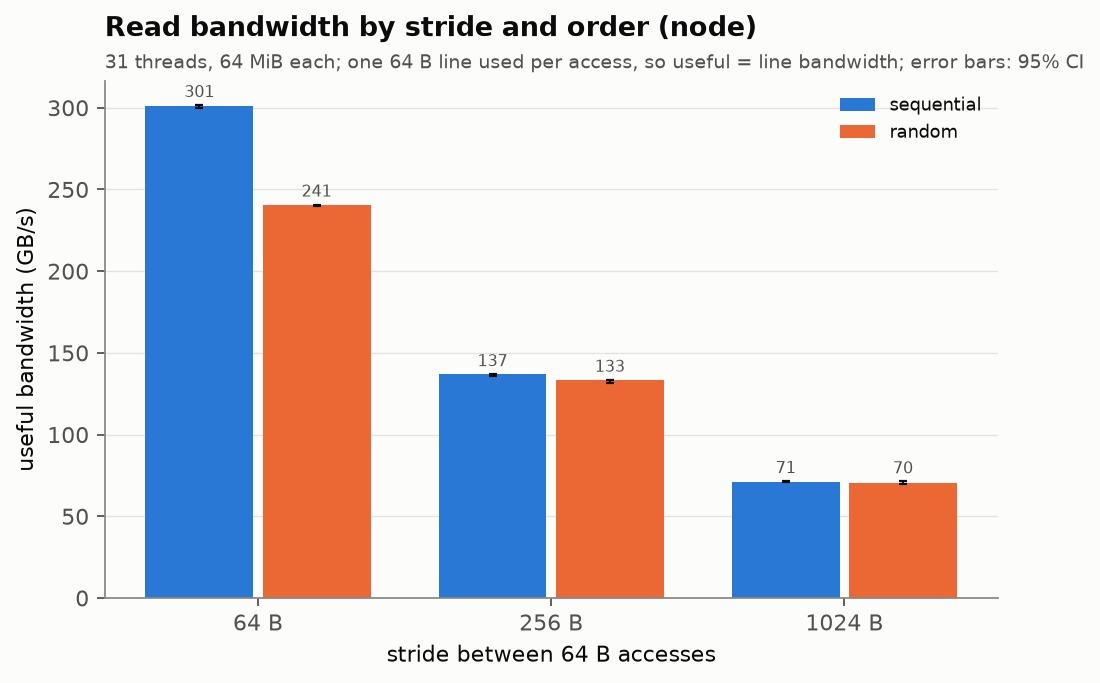 Read bandwidth by stride and order (node)
31 threads, 64 MiB each; one 64 B line used per access, so useful = line bandwidth; error bars: 95% CI
sequential
random
useful bandwidth (GB/s)
300
250
200
150
100
50
0
301
241
137
133
71
70
64 B
256 B
1024 B
stride between 64 B accesses